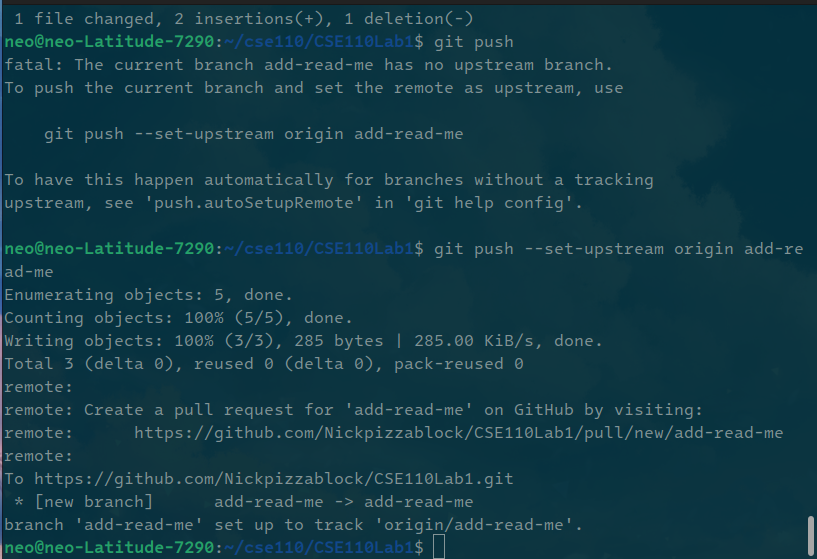 1 file changed, 2 insertions(+), 1 deletion(-)
neo@neo-Latitude-7290:~/cse110/CSE110Lab1$ git push
fatal: The current branch add-read-me has no upstream branch.
To push the current branch and set the remote as upstream, use
git push --set-upstream origin add-read-me
To have this happen automatically for branches without a tracking
upstream, see 'push.autoSetupRemote' in 'git help config'.
neo@neo-Latitude-7290:~/cse110/CSE110Lab1$ git push --set-upstream origin add-re
ad-me
Enumerating objects: 5, done.
Counting objects: 100% (5/5), done.
Writing objects: 100% (3/3), 285 bytes | 285.00 KiB/s, done.
Total 3 (delta 0), reused 0 (delta 0), pack-reused 0
remote:
remote: Create a pull request for 'add-read-me' on GitHub by visiting:
remote:      https://github.com/Nickpizzablock/CSE110Lab1/pull/new/add-read-me
remote:
To https://github.com/Nickpizzablock/CSE110Lab1.git
* [new branch]      add-read-me -> add-read-me
branch 'add-read-me' set up to track 'origin/add-read-me'.
neo@neo-Latitude-7290:~/cse110/CSE110Lab1$